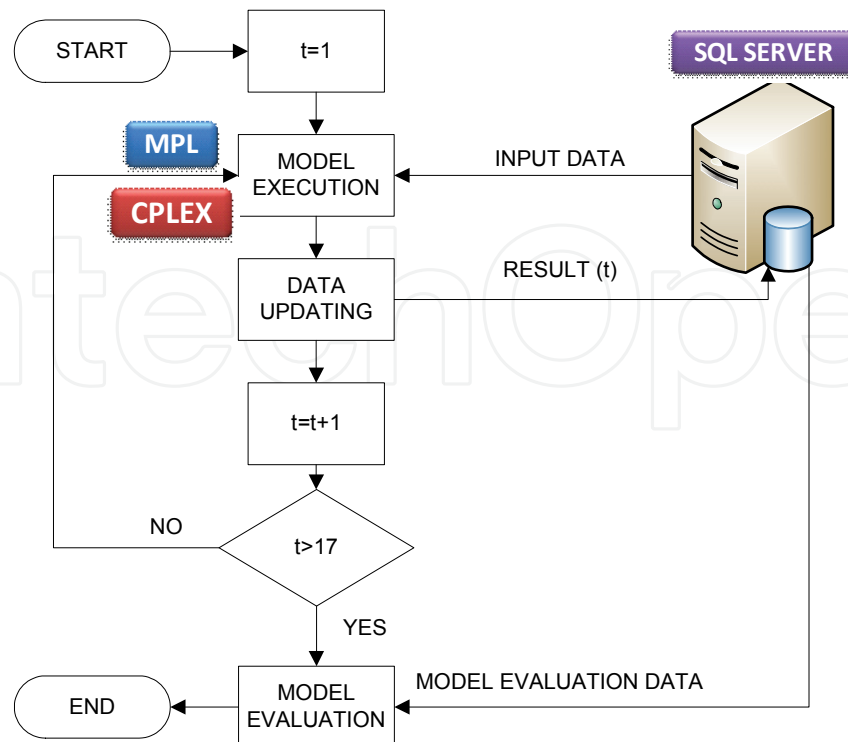 START
t=1
SQL SERVER
MPL
MODEL
EXECUTION
INPUT DATA
CPLEX
DATA
UPDATING
RESULT (t)
ntechOpe
t=t+1
NO
t>17
YES
MODEL
EVALUATION
MODEL EVALUATION DATA
END